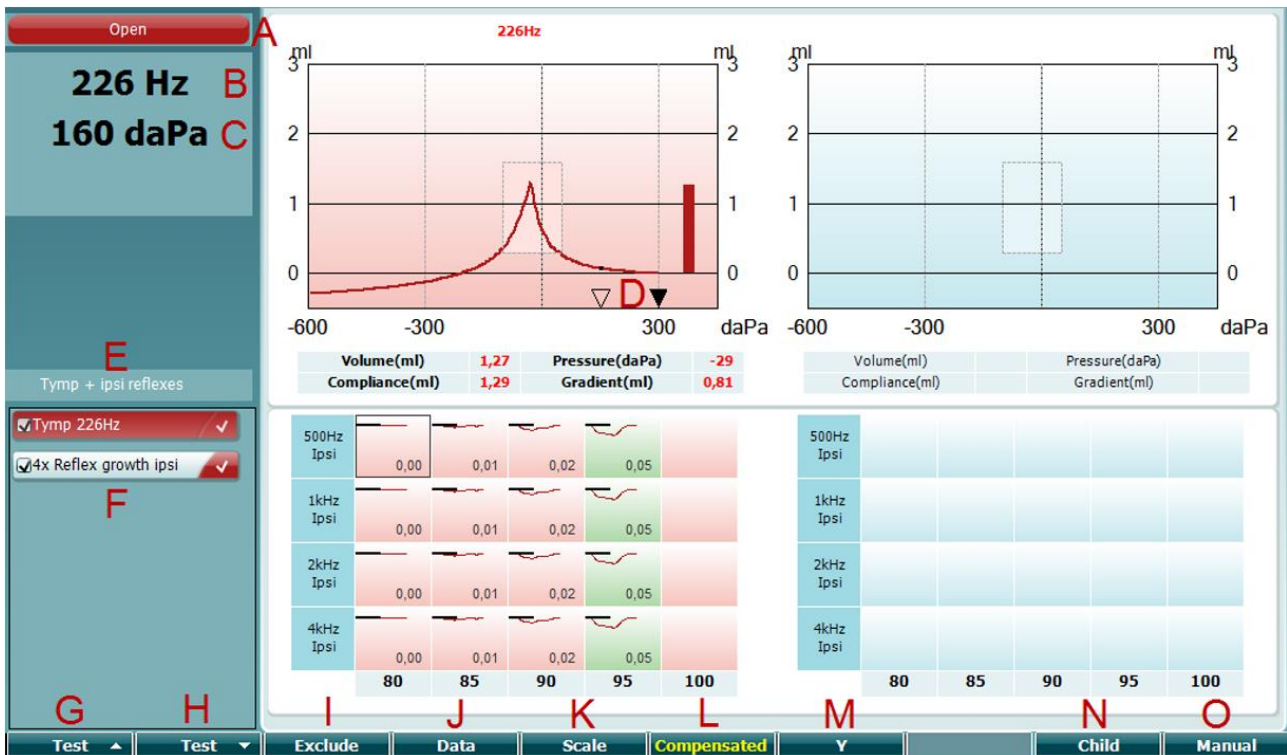 Open A
226 Hz B
160 daPa C
E
Tymp + ipsi reflexes
Tymp 226Hz
4x Reflex growth ipsi
F
G H
226Hz
ml ml
3 3
2 2
1 1
0 0
D
-600 -300 300 daPa
Volume(ml) 1,27 Pressure(daPa) -29
Compliance(ml) 1,29 Gradient(ml) 0,81
ml ml
3 3
2 2
1 1
0 0
-600 -300 300 daPa
Volume(ml) Pressure(daPa)
Compliance(ml) Gradient(ml)
500Hz
Ipsi
0,00 0,01 0,02 0,05
1kHz
Ipsi
0,00 0,01 0,02 0,05
2kHz
Ipsi
0,00 0,01 0,02 0,05
4kHz
Ipsi
0,00 0,01 0,02 0,05
80 85 90 95 100
500Hz
Ipsi
1kHz
Ipsi
2kHz
Ipsi
4kHz
Ipsi
80 85 90 95 100
I J K L M N O
Test Test Exclude Data Scale Compensated Y Child Manual